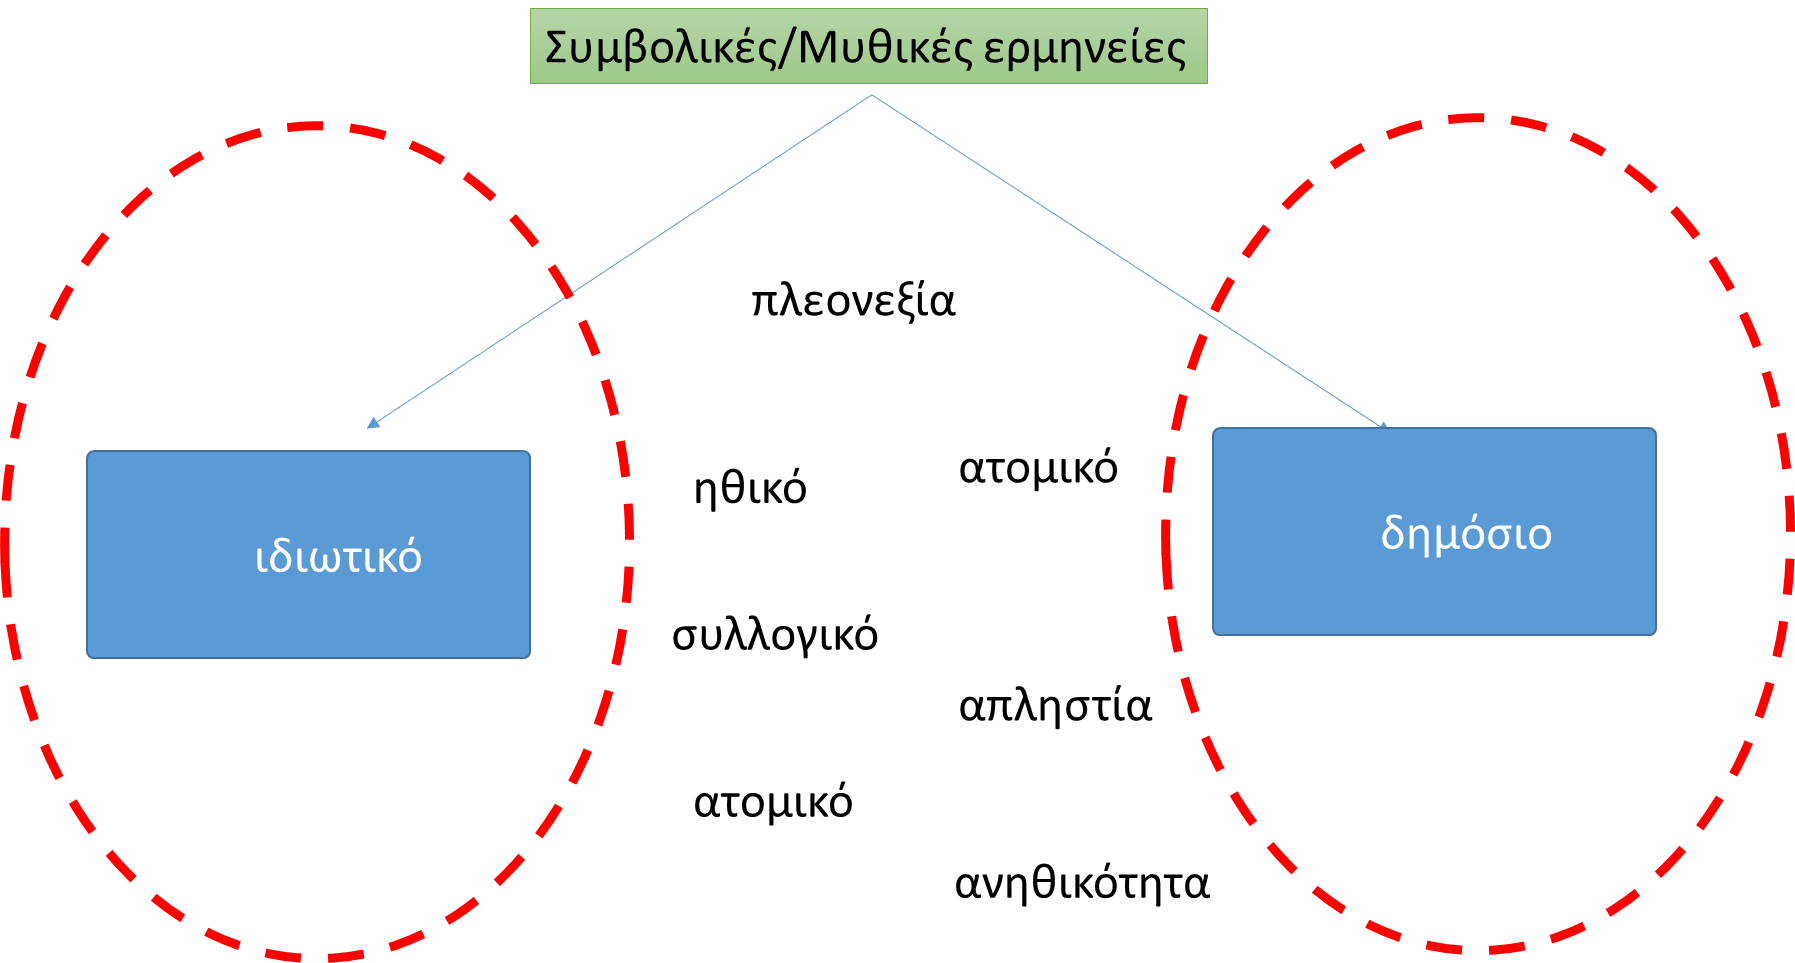 Συμβολικές/Μυθικές ερμηνείες
πλεονεξία
ηθικό
ατομικό
ιδιωτικό
δημόσιο
συλλογικό
απληστία
ατομικό
ανηθικότητα